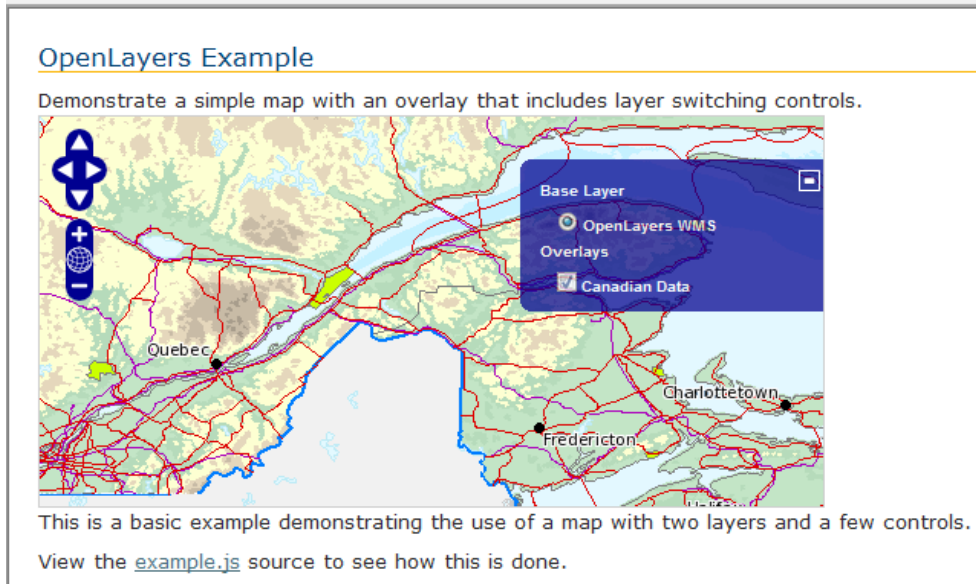 OpenLayers Example
Demonstrate a simple map with an overlay that includes layer switching controls.
Base Layer
OpenLayers WMS
Overlays
Canadian Data
Quebec
Charlottetown
Fredericton
This is a basic example demonstrating the use of a map with two layers and a few controls.
View the example.js source to see how this is done.